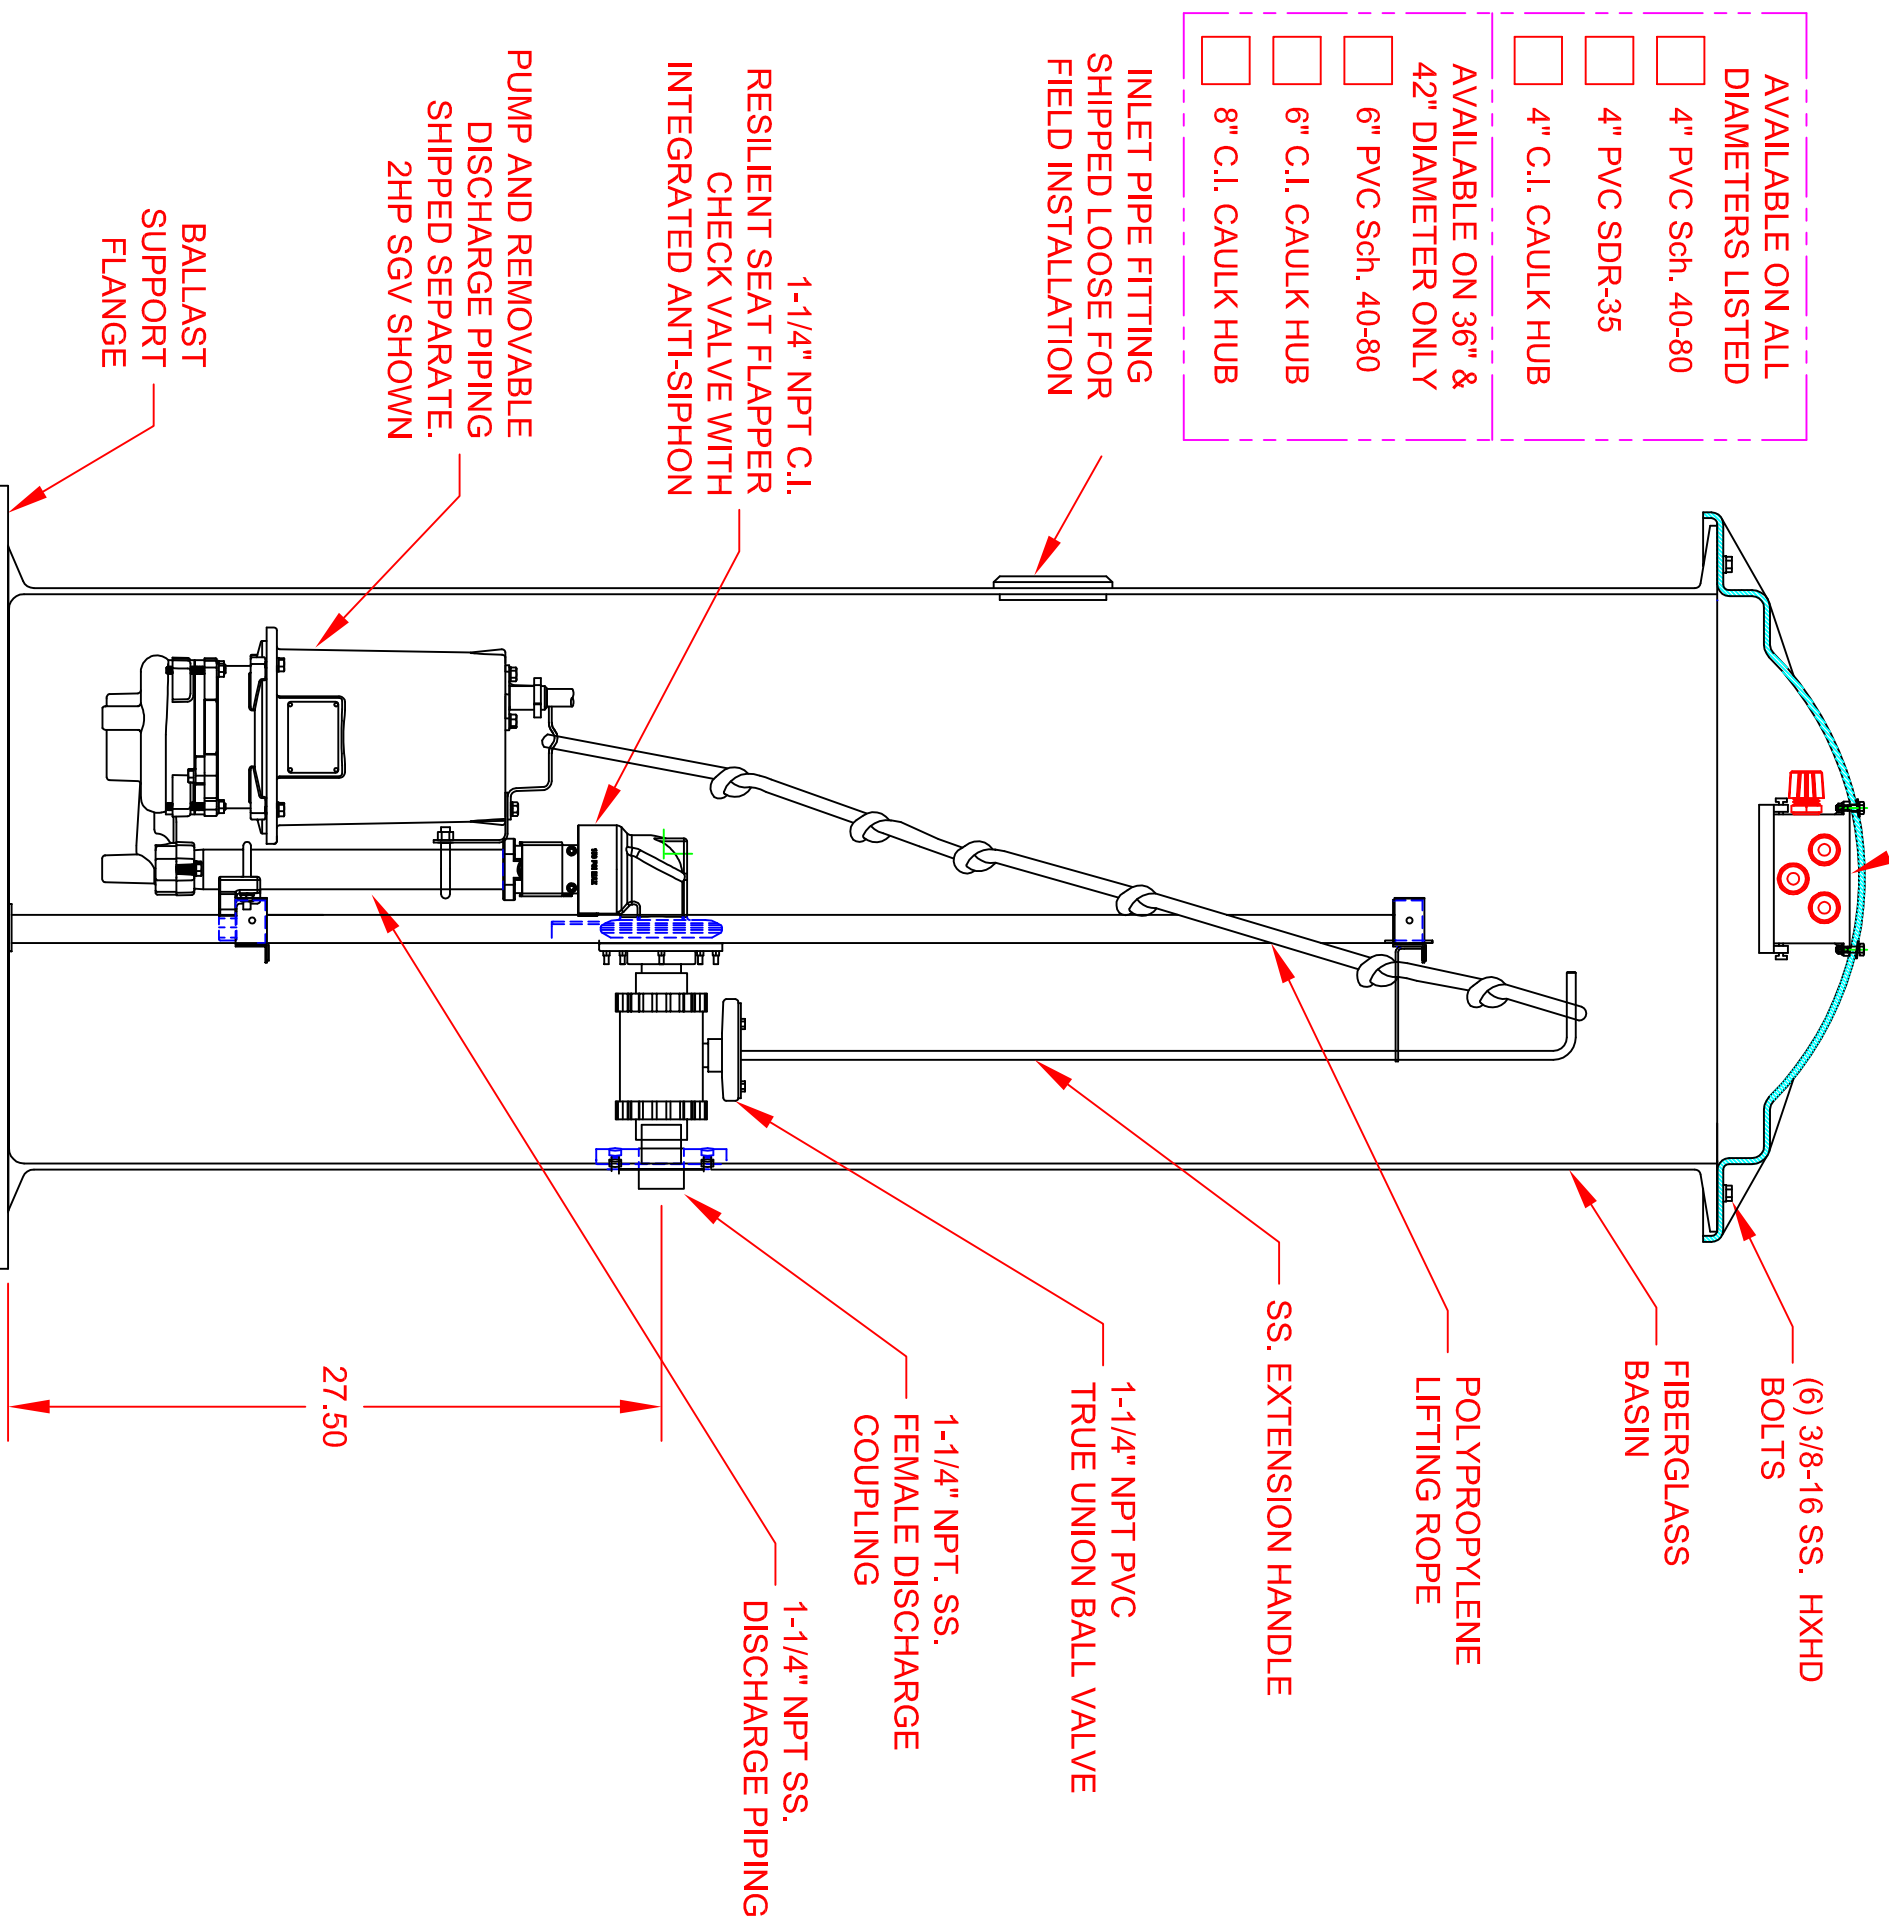 AVAILABLE ON ALL
DIAMETERS LISTED
4" PVC Sch. 40-80
4" PVC SDR-35
4" C.I. CAULK HUB
AVAILABLE ON 36" &
42" DIAMETER ONLY
6" PVC Sch. 40-80
6" C.I. CAULK HUB
8" C.I. CAULK HUB
INLET PIPE FITTING
SHIPPED LOOSE FOR
FIELD INSTALLATION
1-1/4" NPT C.I.
RESILIENT SEAT FLAPPER
CHECK VALVE WITH
INTEGRATED ANTI-SIPHON
PUMP AND REMOVABLE
DISCHARGE PIPING
SHIPPED SEPARATE.
2HP SGV SHOWN
BALLAST
SUPPORT
FLANGE
(6) 3/8-16 SS. HXHD
BOLTS
FIBERGLASS
BASIN
POLYPROPYLENE
LIFTING ROPE
SS. EXTENSION HANDLE
1-1/4" NPT PVC
TRUE UNION BALL VALVE
1-1/4" NPT. SS.
FEMALE DISCHARGE
COUPLING
1-1/4" NPT SS.
DISCHARGE PIPING
27.50